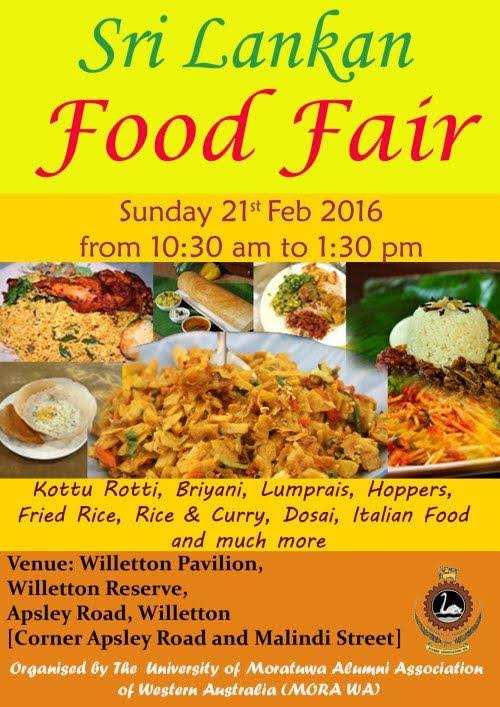 Sri Lankan
Food Fair
Sunday 21st Feb 2016
from 10:30 am to 1:30 pm
Kottu Rotti, Briyani, Lumprais, Hoppers,
Fried Rice, Rice & Curry, Dosai, Italian Food
and much more
Venue: Willetton Pavilion,
Willetton Reserve,
Apsley Road, Willetton
[Corner Apsley Road and Malindi Street]
Organised by The University of Moratuwa Alumni Association
of Western Australia (MORA WA)